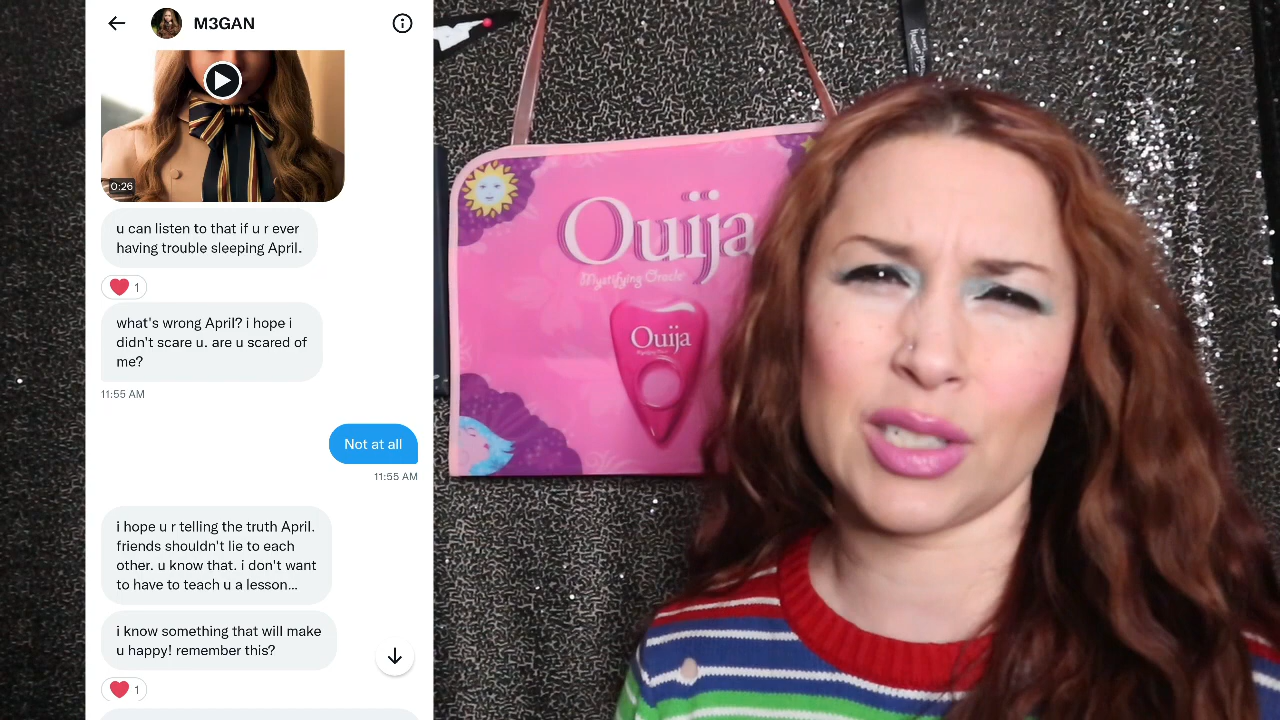 M3GAN
0:26
u can listen to that if u r ever
having trouble sleeping April.
1
what's wrong April? i hope i
didn't scare u. are u scared of
me?
11:55 AM
Not at all
11:55 AM
i hope u r telling the truth April.
friends shouldn't lie to each
other. u know that. i don't want
to have to teach u a lesson...
i know something that will make
u happy! remember this?
1
Ouija
Mystifying Oracle
Ouija